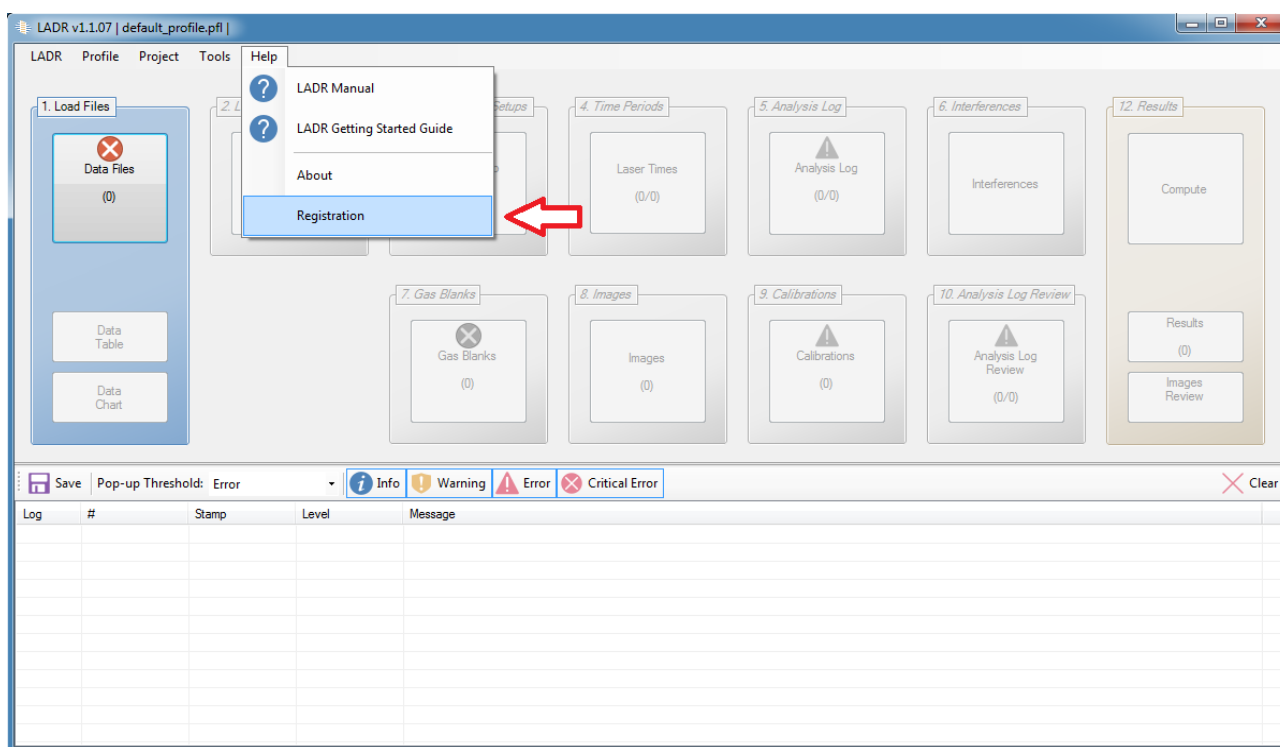 LADR v1.1.07 | default_profile.pfl |
LADR Profile Project Tools Help
LADR Manual
LADR Getting Started Guide
About
Registration
1. Load Files
Data Files
(0)
Data
Table
Data
Chart
2. L
Setups
4. Time Periods
Laser Times
(0/0)
5. Analysis Log
Analysis Log
(0/0)
6. Interferences
Interferences
12. Results
Compute
7. Gas Blanks
Gas Blanks
(0)
8. Images
Images
(0)
9. Calibrations
Calibrations
(0)
10. Analysis Log Review
Analysis Log
Review
(0/0)
Results
(0)
Images
Review
Save Pop-up Threshold: Error Info Warning Error Critical Error Clear
Log # Stamp Level Message